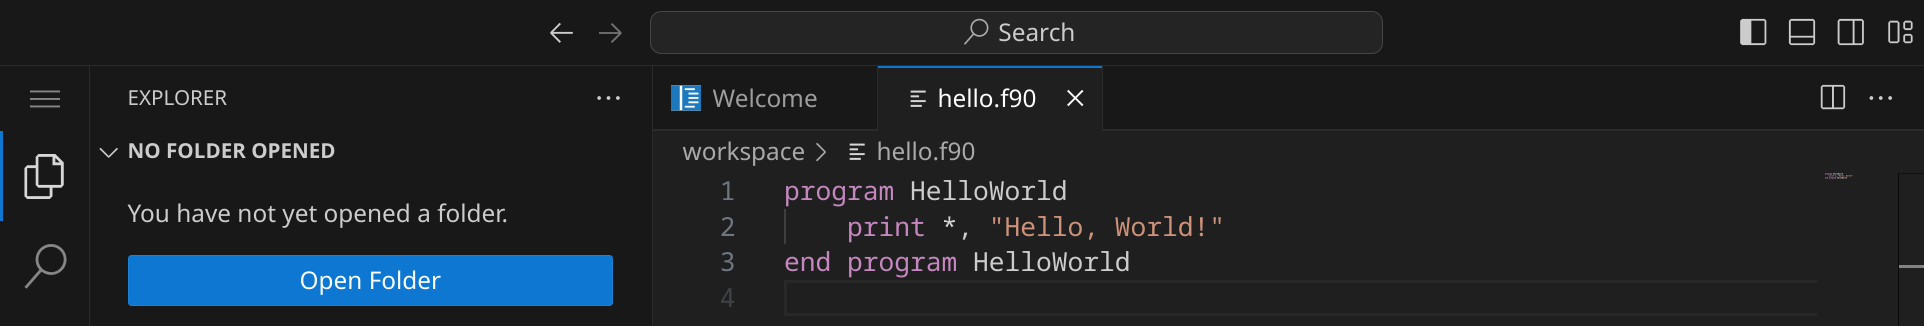 Search
EXPLORER
NO FOLDER OPENED
You have not yet opened a folder.
Open Folder
Welcome
hello.f90
workspace > hello.f90
1 program HelloWorld
2     print *, "Hello, World!"
3 end program HelloWorld
4